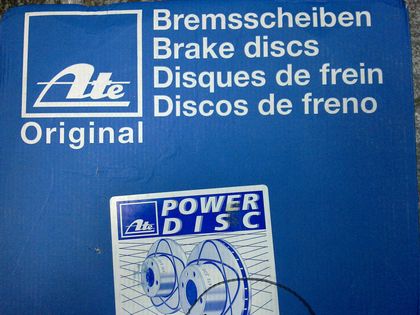 Ate
Original
Bremsscheiben
Brake discs
Disques de frein
Discos de freno
Ate
POWER
DISC